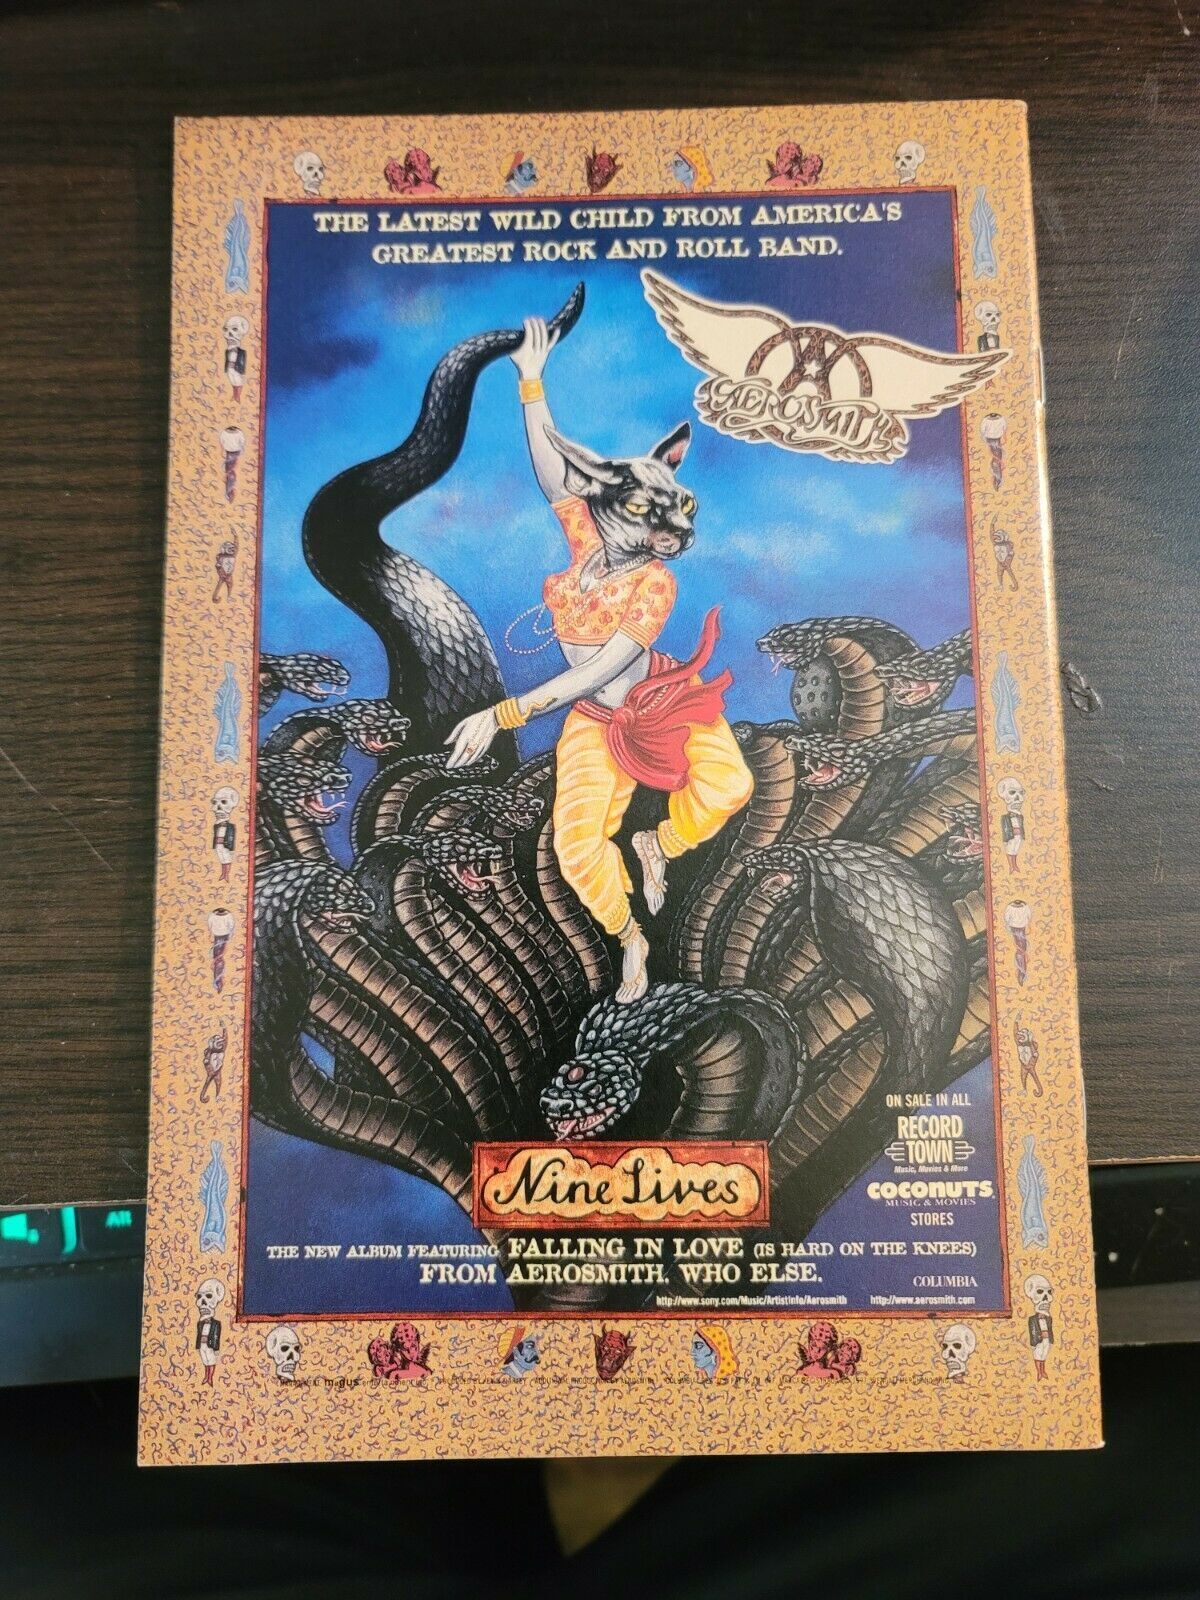 THE LATEST WILD CHILD FROM AMERICA'S
GREATEST ROCK AND ROLL BAND.
AEROSMITH
ON SALE IN ALL
RECORD
TOWN
Music, Movies & More
COCONUTS
MUSIC & MOVIES
STORES
Nine Lives
THE NEW ALBUM FEATURING FALLING IN LOVE (IS HARD ON THE KNEES)
FROM AEROSMITH. WHO ELSE.
COLUMBIA
http://www.sony.com/Music/ArtistInfo/Aerosmith http://www.aerosmith.com
magus
Alt